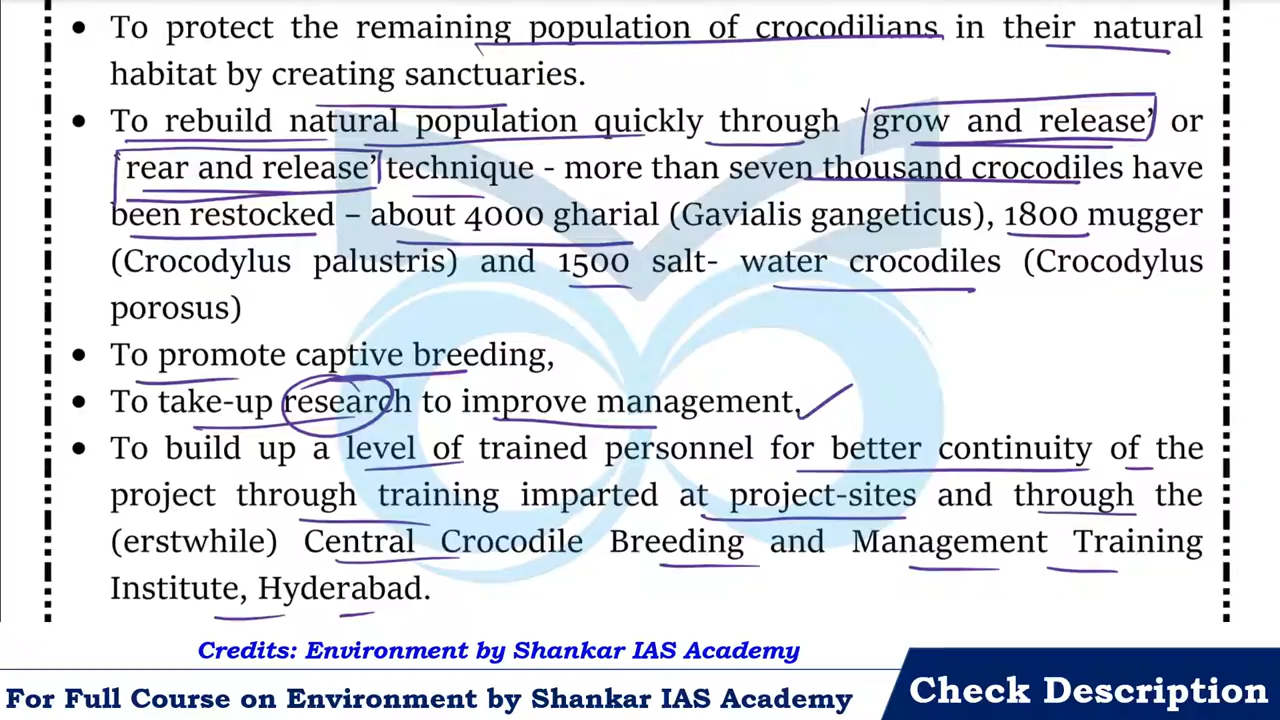 • To protect the remaining population of crocodilians in their natural
habitat by creating sanctuaries.
• To rebuild natural population quickly through ‘grow and release’ or
‘rear and release’ technique - more than seven thousand crocodiles have
been restocked – about 4000 gharial (Gavialis gangeticus), 1800 mugger
(Crocodylus palustris) and 1500 salt- water crocodiles (Crocodylus
porosus)
• To promote captive breeding,
• To take-up research to improve management,
• To build up a level of trained personnel for better continuity of the
project through training imparted at project-sites and through the
(erstwhile) Central Crocodile Breeding and Management Training
Institute, Hyderabad.
Credits: Environment by Shankar IAS Academy
For Full Course on Environment by Shankar IAS Academy
Check Description